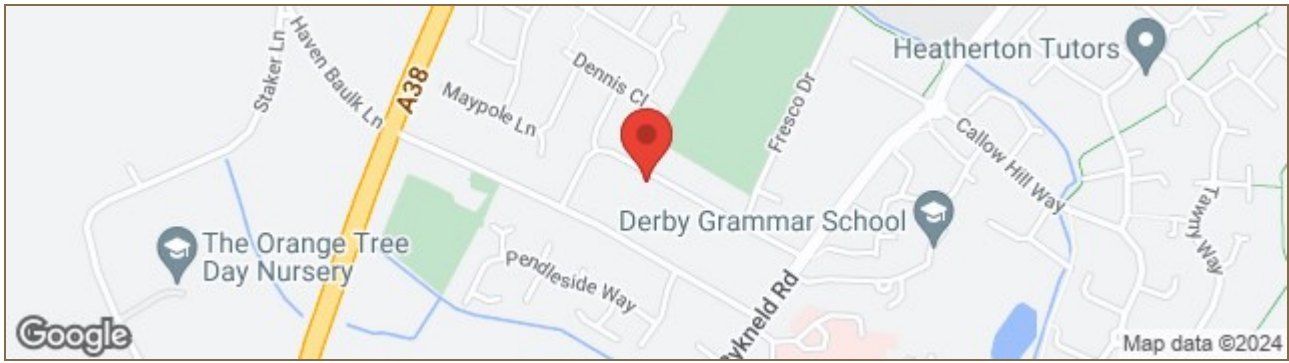 Staker Ln
Haven Baulk Ln
A38
Maypole Ln
Dennis Cl
Fresco Dr
Heatherton Tutors
Callow Hill Way
Tawny Way
Derby Grammar School
The Orange Tree
Day Nursery
Pendleside Way
Rykneld Rd
Google
Map data ©2024